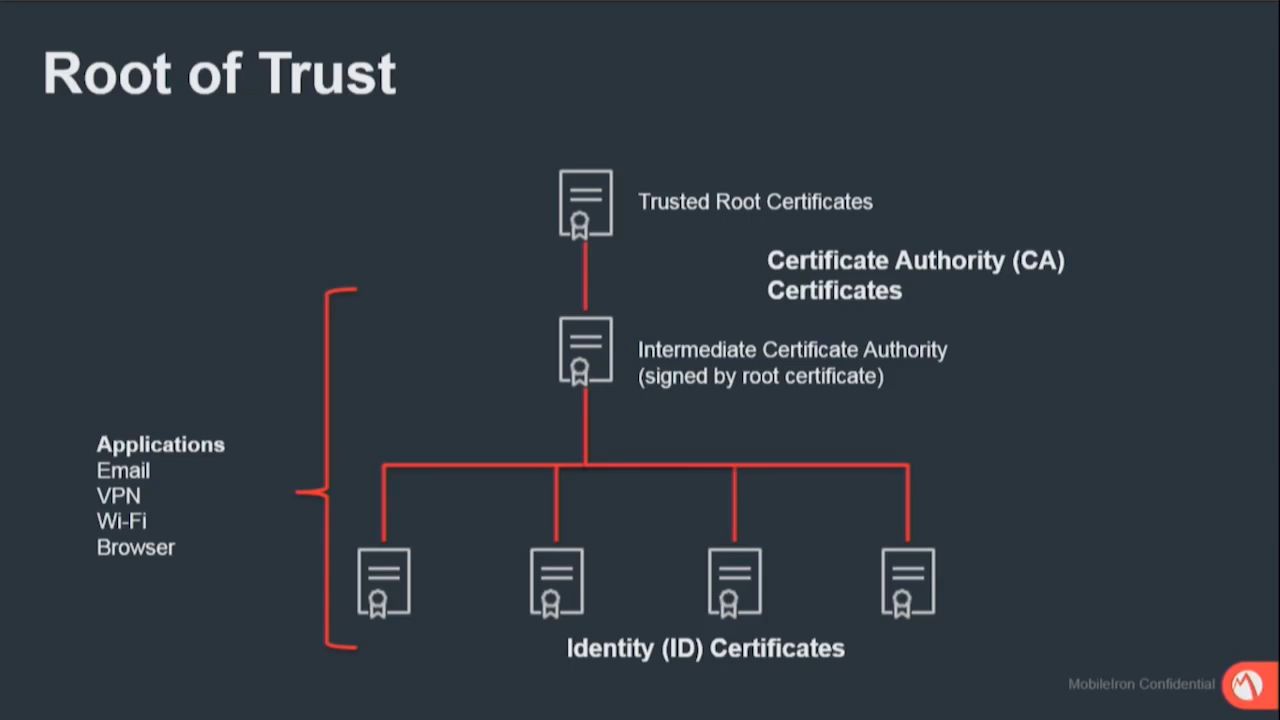 Root of Trust
Trusted Root Certificates
Certificate Authority (CA)
Certificates
Intermediate Certificate Authority
(signed by root certificate)
Applications
Email
VPN
Wi-Fi
Browser
Identity (ID) Certificates
MobileIron Confidential